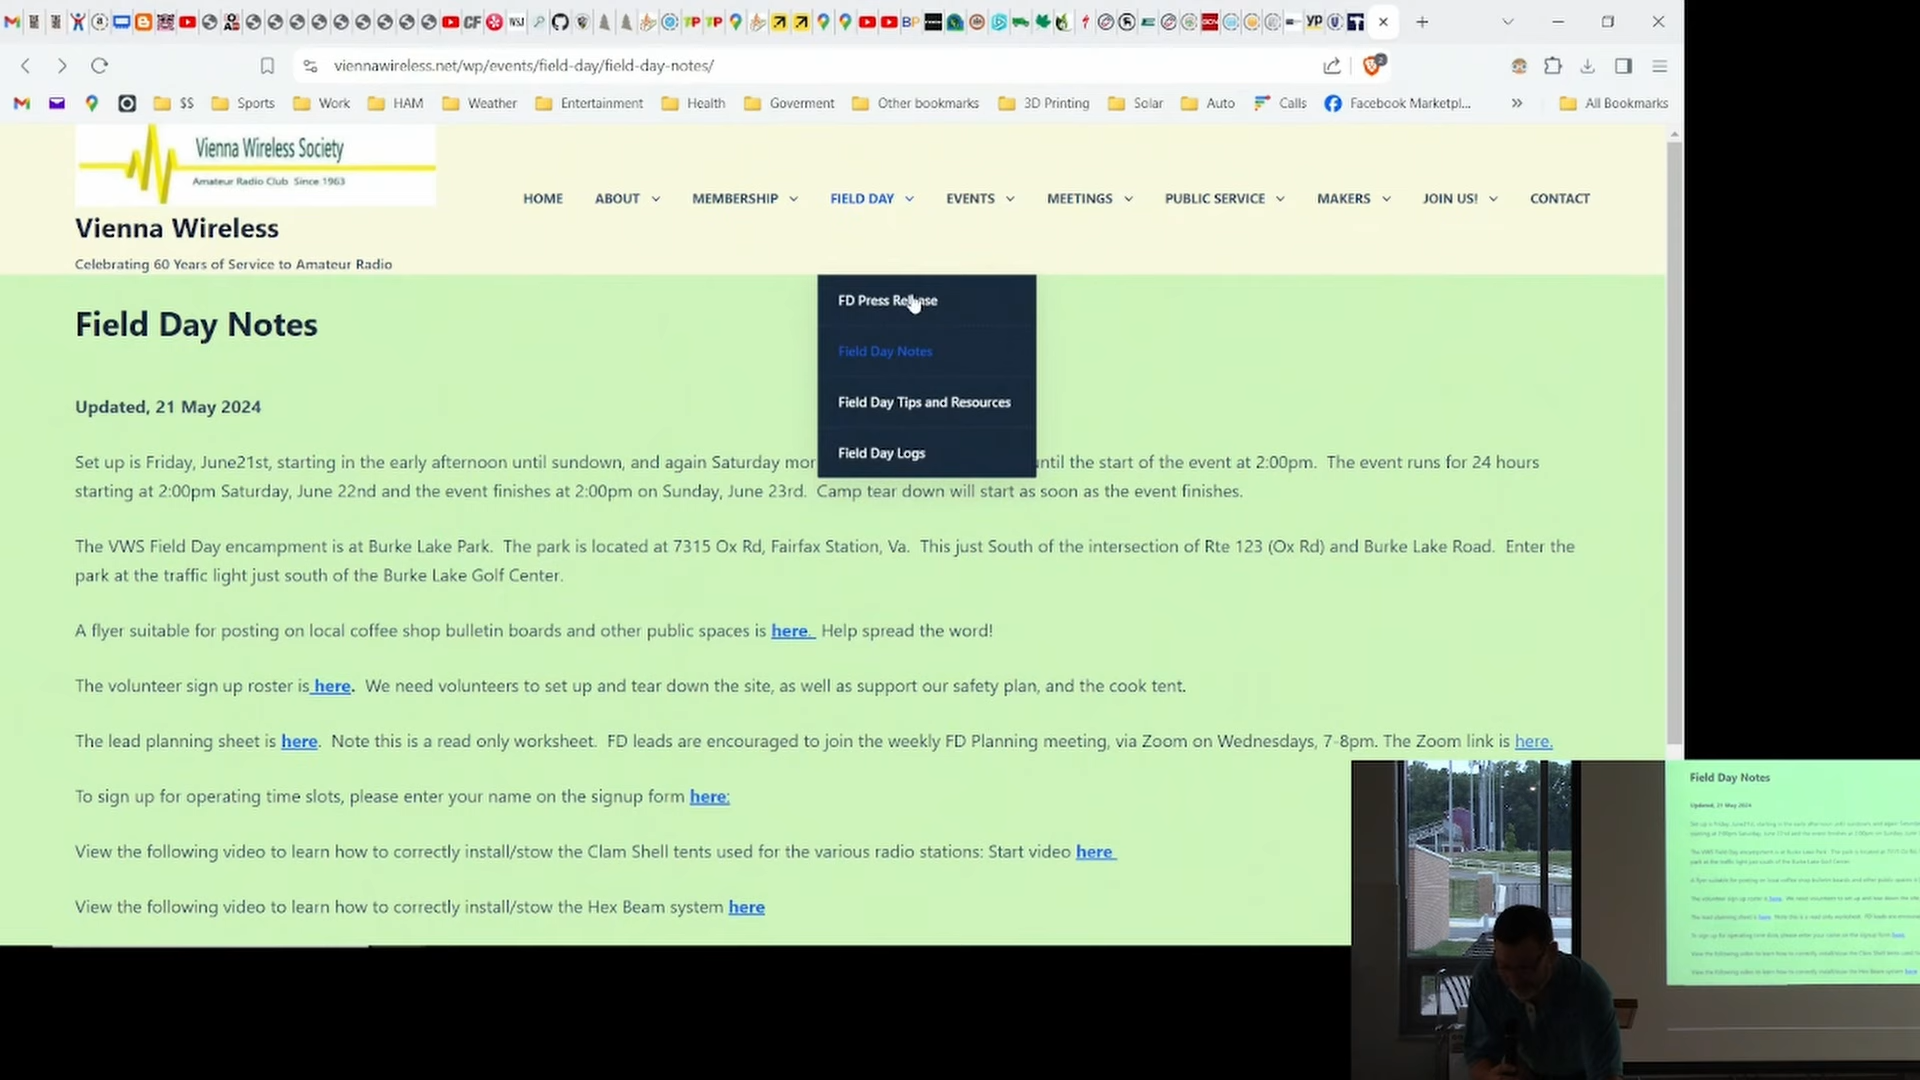 viennawireless.net/wp/events/field-day/field-day-notes/
$$ Sports Work HAM Weather Entertainment Health Goverment Other bookmarks 3D Printing Solar Auto Calls Facebook Marketpl... » All Bookmarks
Vienna Wireless Society
Amateur Radio Club Since 1963
Vienna Wireless
Celebrating 60 Years of Service to Amateur Radio
HOME ABOUT MEMBERSHIP FIELD DAY EVENTS MEETINGS PUBLIC SERVICE MAKERS JOIN US! CONTACT
FD Press Release
Field Day Notes
Field Day Tips and Resources
Field Day Logs
Field Day Notes
Updated, 21 May 2024
Set up is Friday, June21st, starting in the early afternoon until sundown, and again Saturday mor until the start of the event at 2:00pm. The event runs for 24 hours
starting at 2:00pm Saturday, June 22nd and the event finishes at 2:00pm on Sunday, June 23rd. Camp tear down will start as soon as the event finishes.
The VWS Field Day encampment is at Burke Lake Park. The park is located at 7315 Ox Rd, Fairfax Station, Va. This just South of the intersection of Rte 123 (Ox Rd) and Burke Lake Road. Enter the
park at the traffic light just south of the Burke Lake Golf Center.
A flyer suitable for posting on local coffee shop bulletin boards and other public spaces is here. Help spread the word!
The volunteer sign up roster is here. We need volunteers to set up and tear down the site, as well as support our safety plan, and the cook tent.
The lead planning sheet is here. Note this is a read only worksheet. FD leads are encouraged to join the weekly FD Planning meeting, via Zoom on Wednesdays, 7-8pm. The Zoom link is here.
To sign up for operating time slots, please enter your name on the signup form here:
View the following video to learn how to correctly install/stow the Clam Shell tents used for the various radio stations: Start video here
View the following video to learn how to correctly install/stow the Hex Beam system here
Field Day Notes
Updated, 21 May 2024